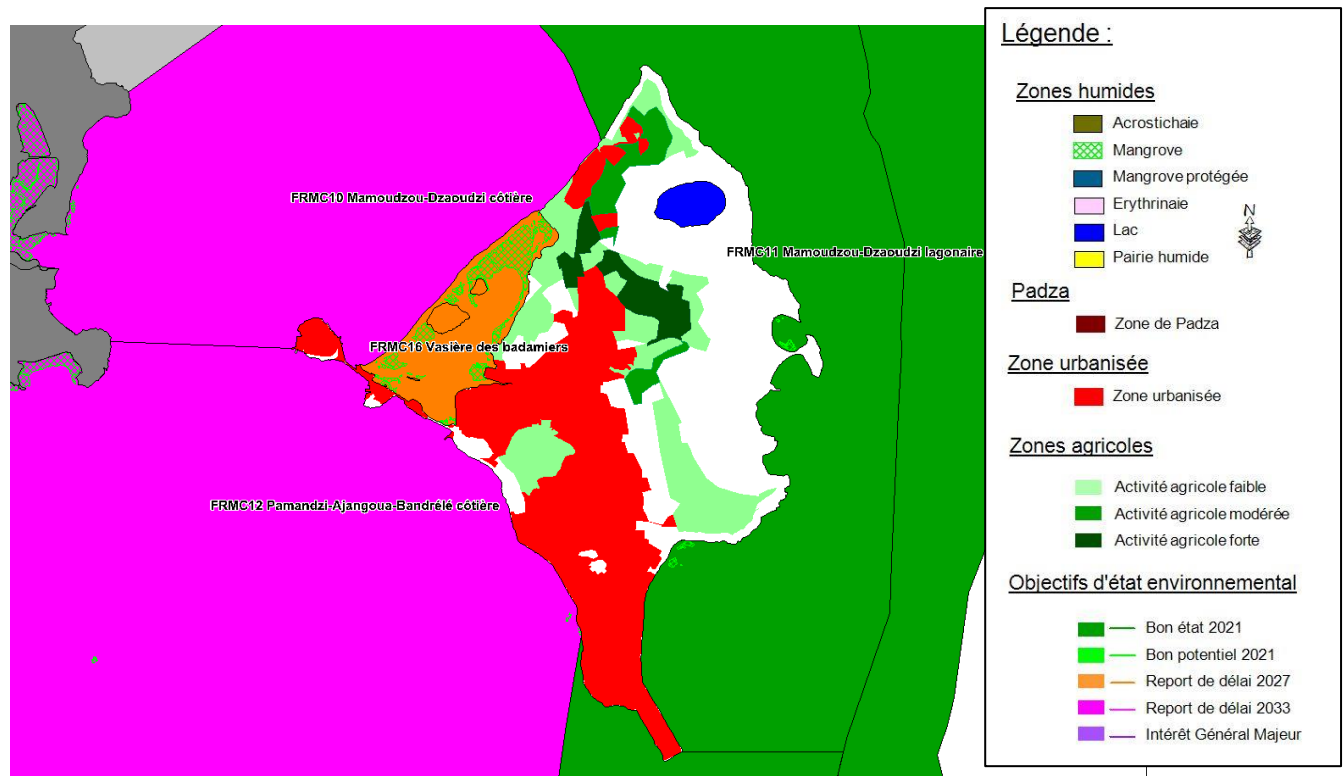 FRMC10 Mamoudzou-Dzaoudzi côtière
FRMC11 Mamoudzou-Dzaoudzi lagonaire
FRMC16 Vasière des badamiers
FRMC12 Pamandzi-Ajangoua-Bandrélé côtière
Légende :
Zones humides
Acrostichaie
Mangrove
Mangrove protégée
Erythrinaie
Lac
Pairie humide
N
Padza
Zone de Padza
Zone urbanisée
Zone urbanisée
Zones agricoles
Activité agricole faible
Activité agricole modérée
Activité agricole forte
Objectifs d'état environnemental
Bon état 2021
Bon potentiel 2021
Report de délai 2027
Report de délai 2033
Intérêt Général Majeur